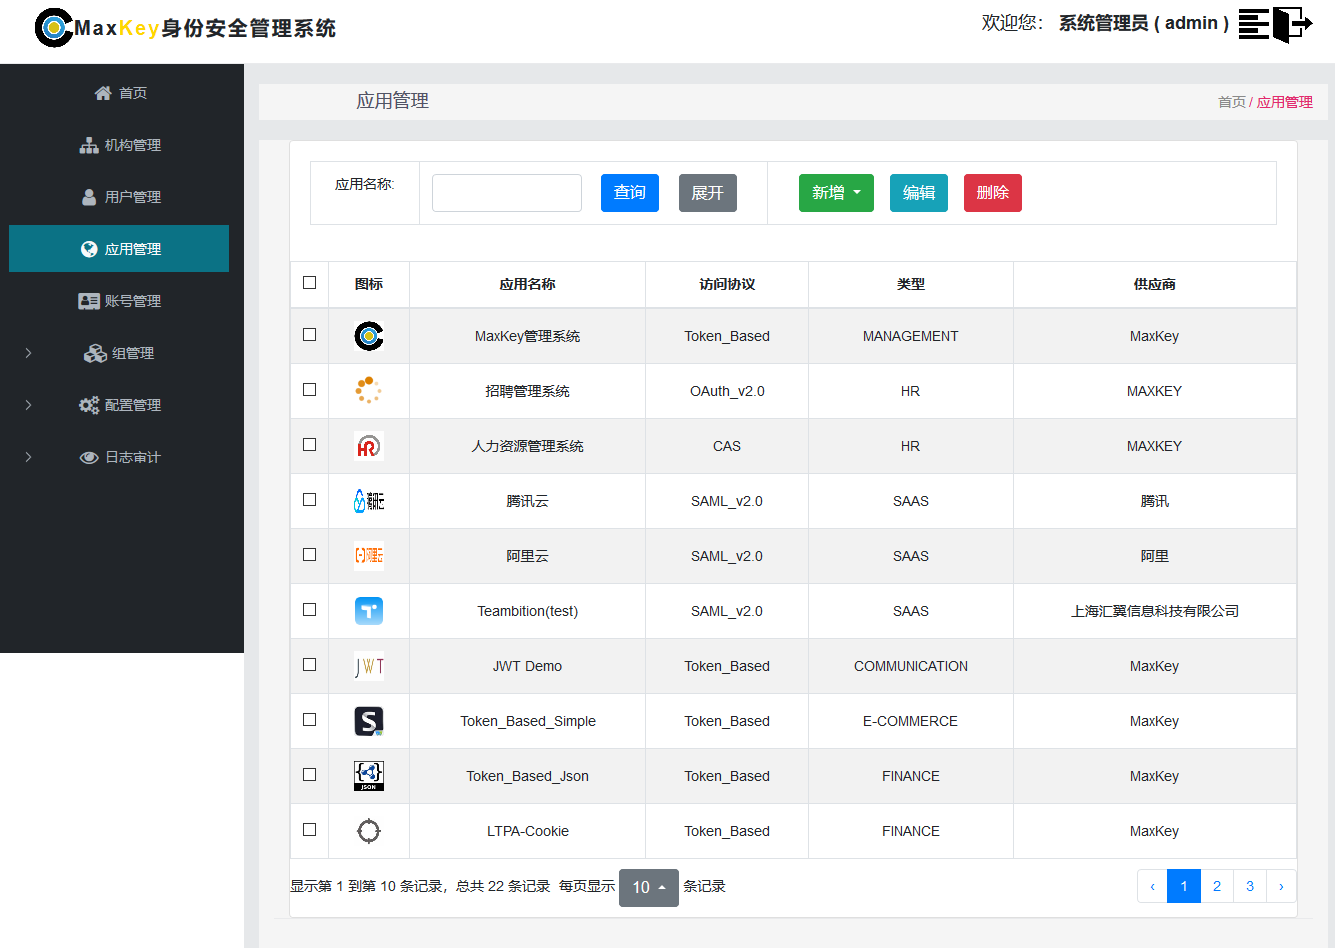 MaxKey身份安全管理系统
欢迎您： 系统管理员 ( admin )
首页
机构管理
用户管理
应用管理
账号管理
组管理
配置管理
日志审计
应用管理
首页 / 应用管理
应用名称: 查询 展开 新增 编辑 删除
图标 应用名称 访问协议 类型 供应商
MaxKey管理系统 Token_Based MANAGEMENT MaxKey
招聘管理系统 OAuth_v2.0 HR MAXKEY
HR 人力资源管理系统 CAS HR MAXKEY
腾讯云 腾讯云 SAML_v2.0 SAAS 腾讯
阿里云 阿里云 SAML_v2.0 SAAS 阿里
T Teambition(test) SAML_v2.0 SAAS 上海汇翼信息科技有限公司
JWT JWT Demo Token_Based COMMUNICATION MaxKey
S Token_Based_Simple Token_Based E-COMMERCE MaxKey
JSON Token_Based_Json Token_Based FINANCE MaxKey
LTPA-Cookie Token_Based FINANCE MaxKey
显示第 1 到第 10 条记录，总共 22 条记录 每页显示 10 条记录
‹ 1 2 3 ›